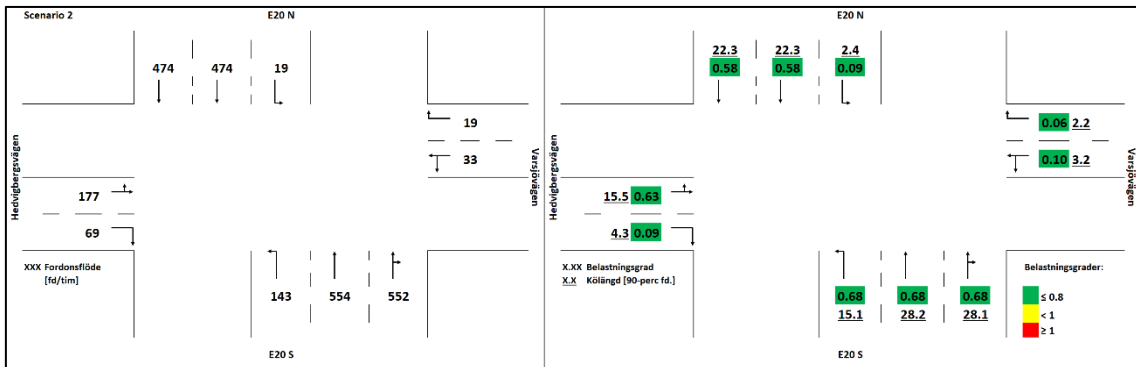 Scenario 2
E20 N
474 474 19
19
33
Hedvigbergsvägen
Varsjövägen
177
69
XXX Fordonsflöde
[fd/tim]
143 554 552
E20 S
E20 N
22.3 22.3 2.4
0.58 0.58 0.09
0.06 2.2
0.10 3.2
Hedvigbergsvägen
Varsjövägen
15.5 0.63
4.3 0.09
X.XX Belastningsgrad
X.X Kölängd [90-perc fd.]
0.68 0.68 0.68
15.1 28.2 28.1
E20 S
Belastningsgrader:
≤ 0.8
< 1
≥ 1